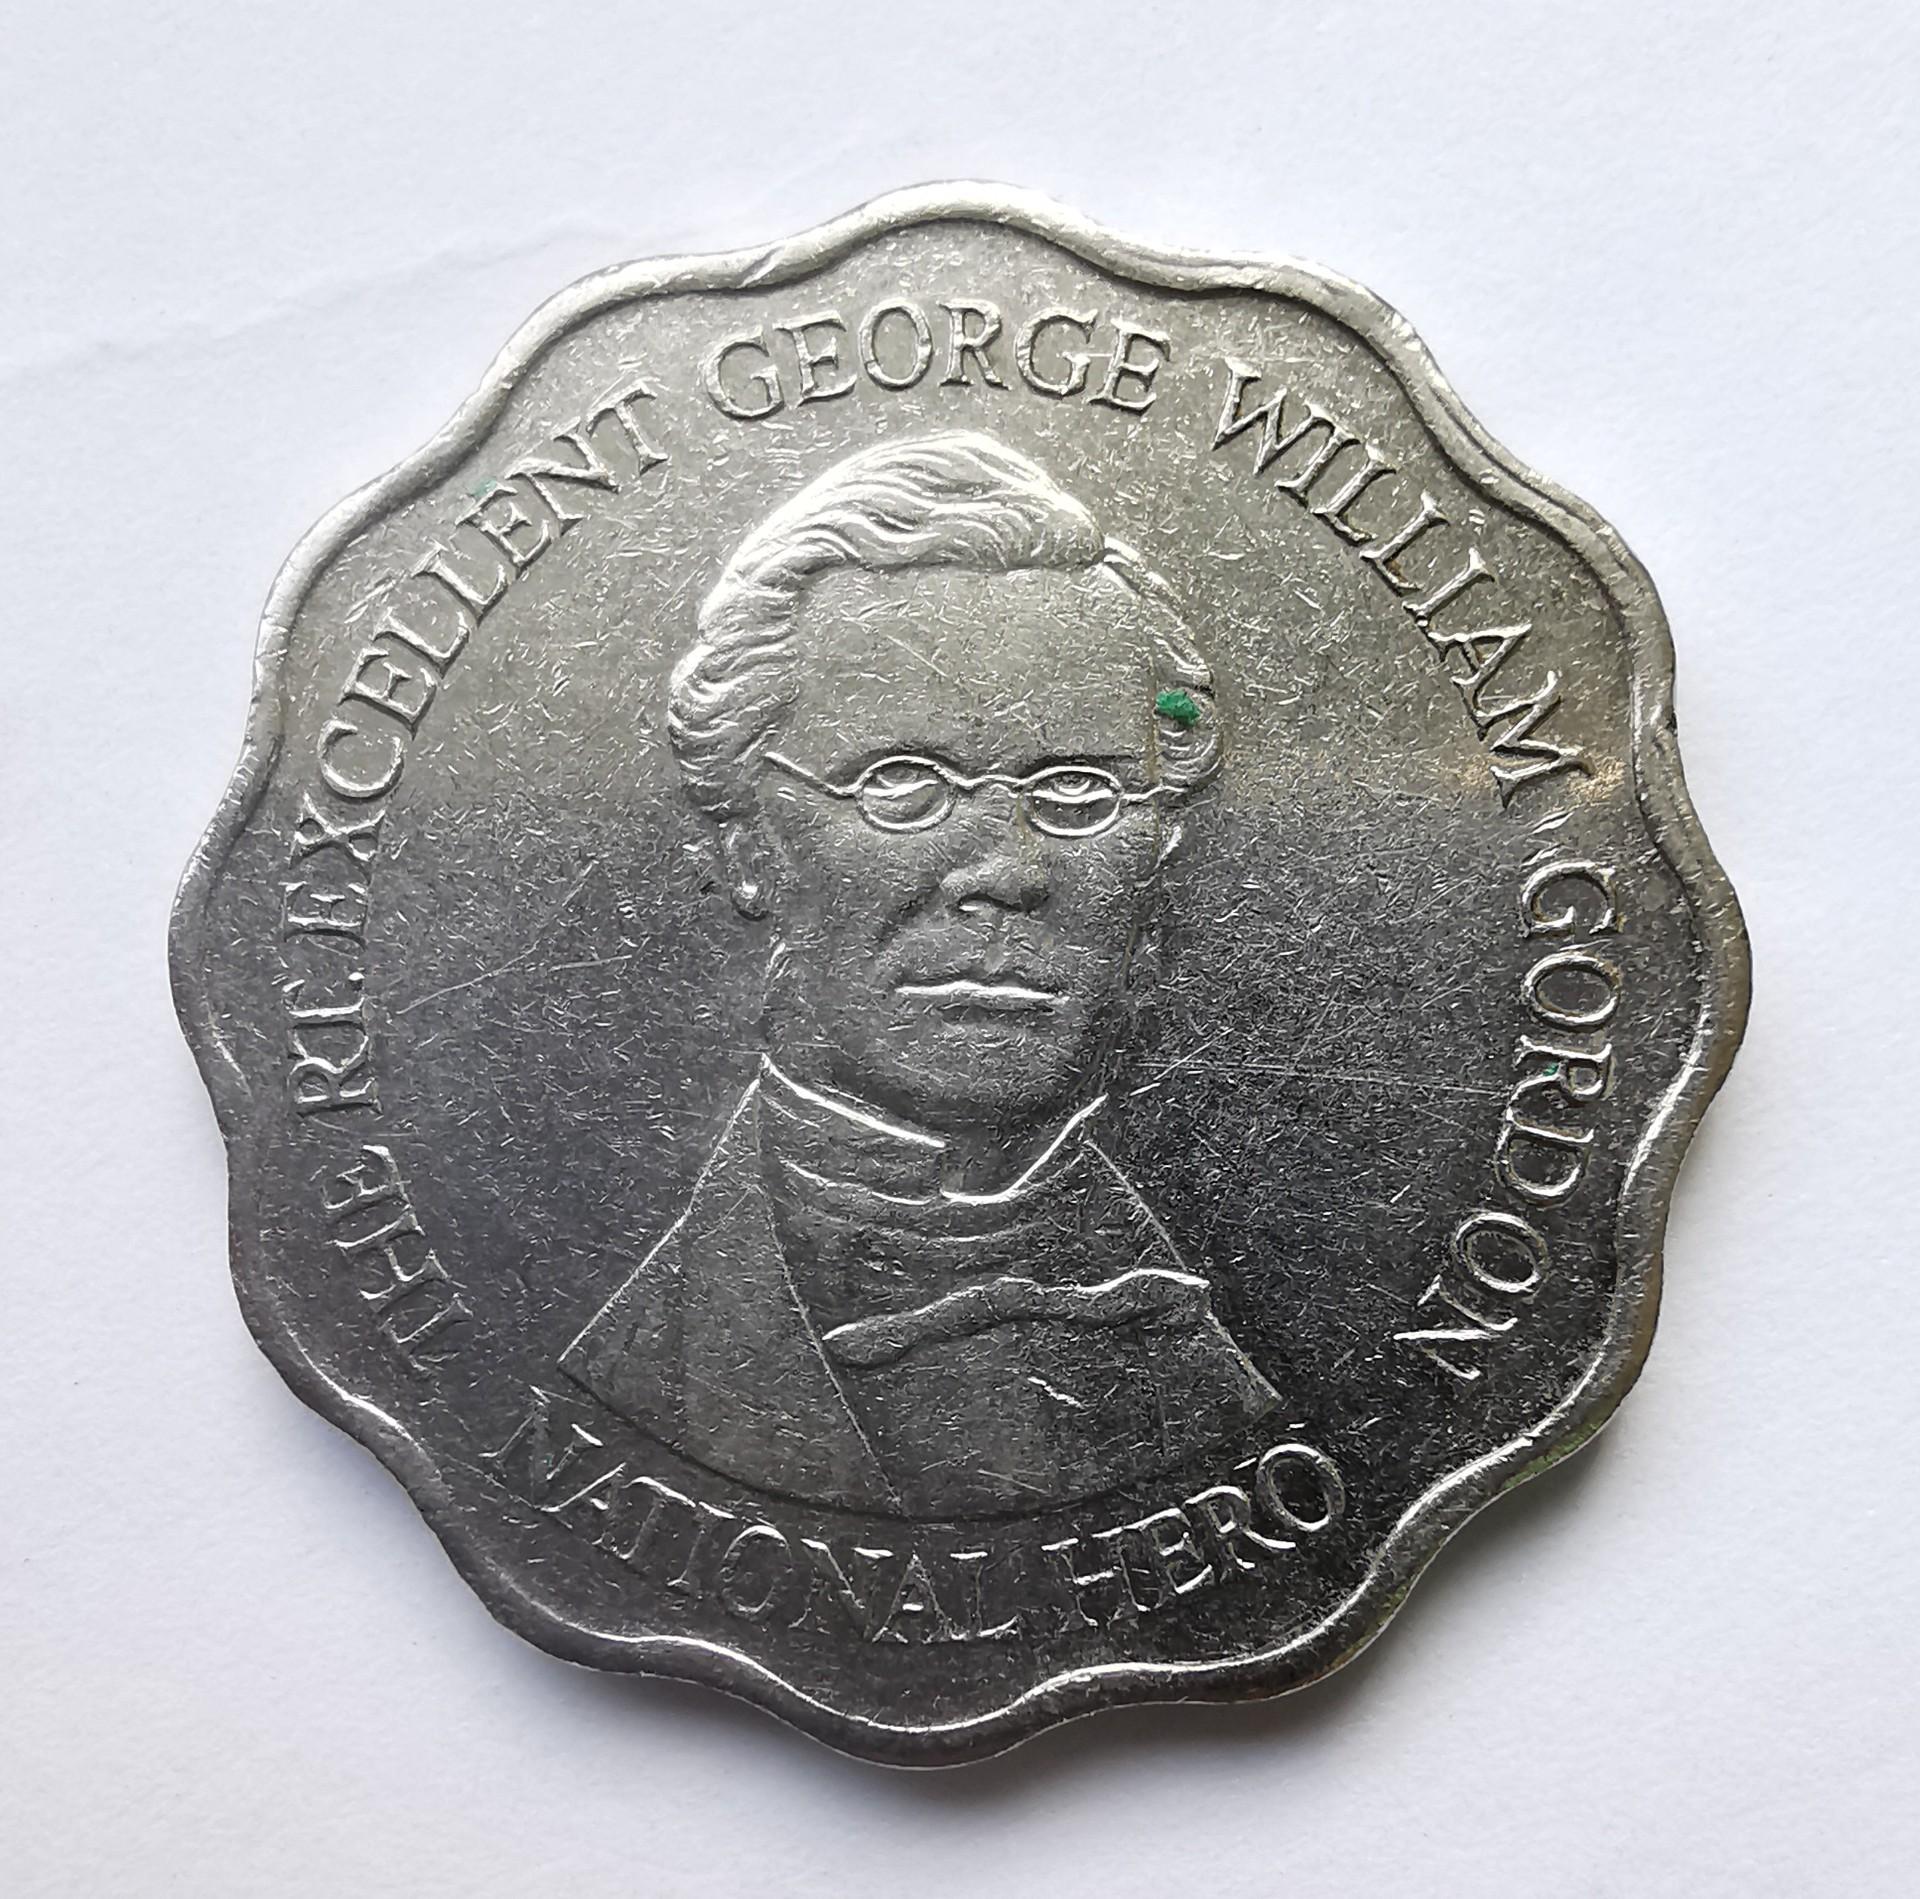 THE RT. EXCELLENT GEORGE WILLIAM GORDON
NATIONAL HERO